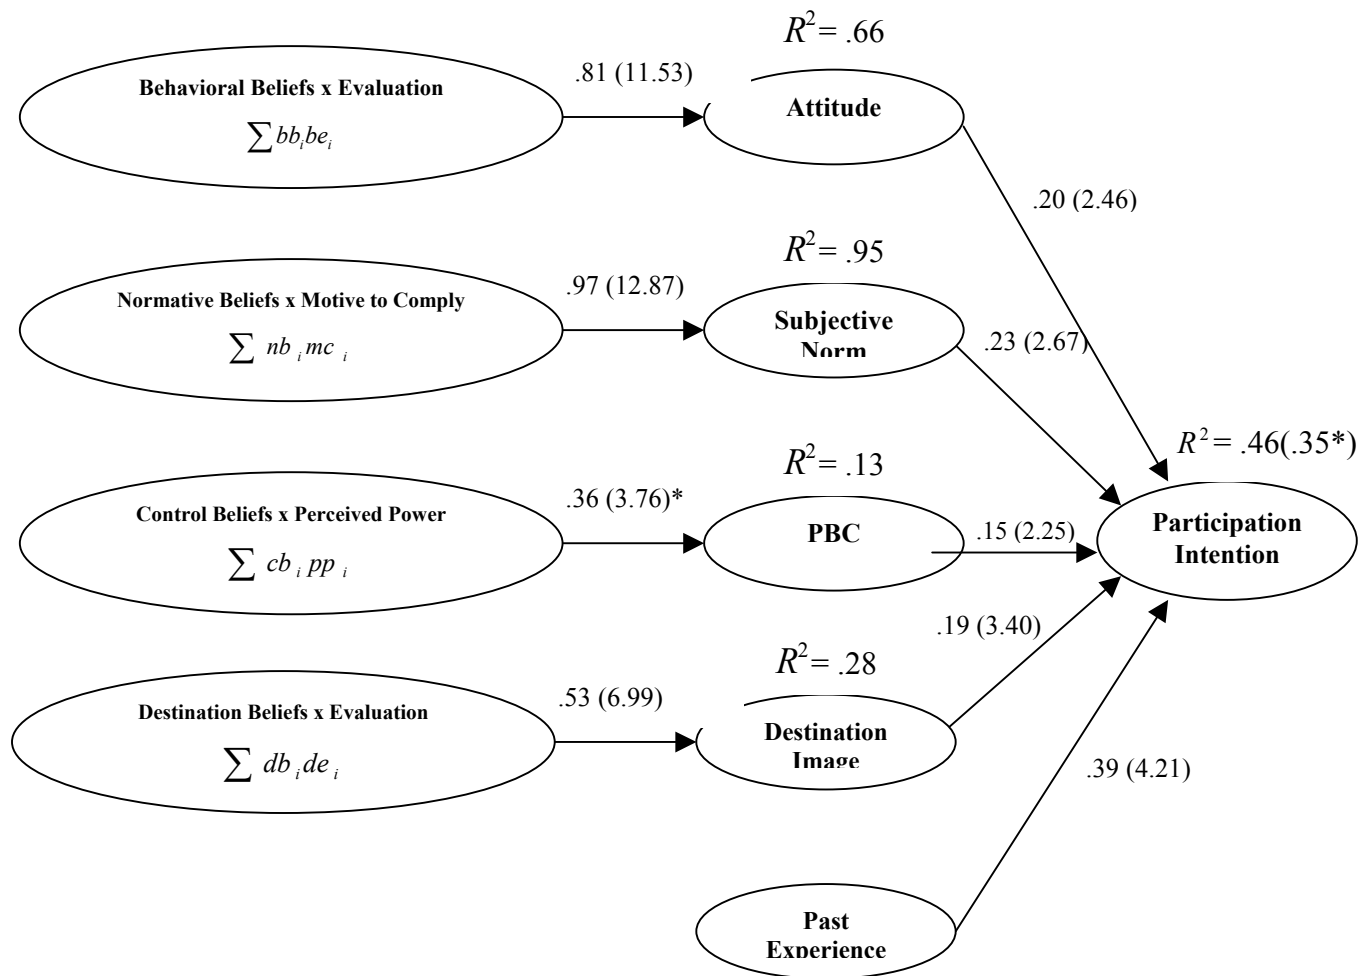 R² = .66
Behavioral Beliefs x Evaluation
∑ bbᵢbeᵢ
.81 (11.53)
Attitude
.20 (2.46)
R² = .95
Normative Beliefs x Motive to Comply
∑ nb ᵢ mc ᵢ
.97 (12.87)
Subjective
Norm
.23 (2.67)
R² = .46(.35*)
R² = .13
Control Beliefs x Perceived Power
∑ cb ᵢ pp ᵢ
.36 (3.76)*
PBC
.15 (2.25)
Participation
Intention
.19 (3.40)
R² = .28
Destination Beliefs x Evaluation
∑ db ᵢ de ᵢ
.53 (6.99)
Destination
Image
.39 (4.21)
Past
Experience